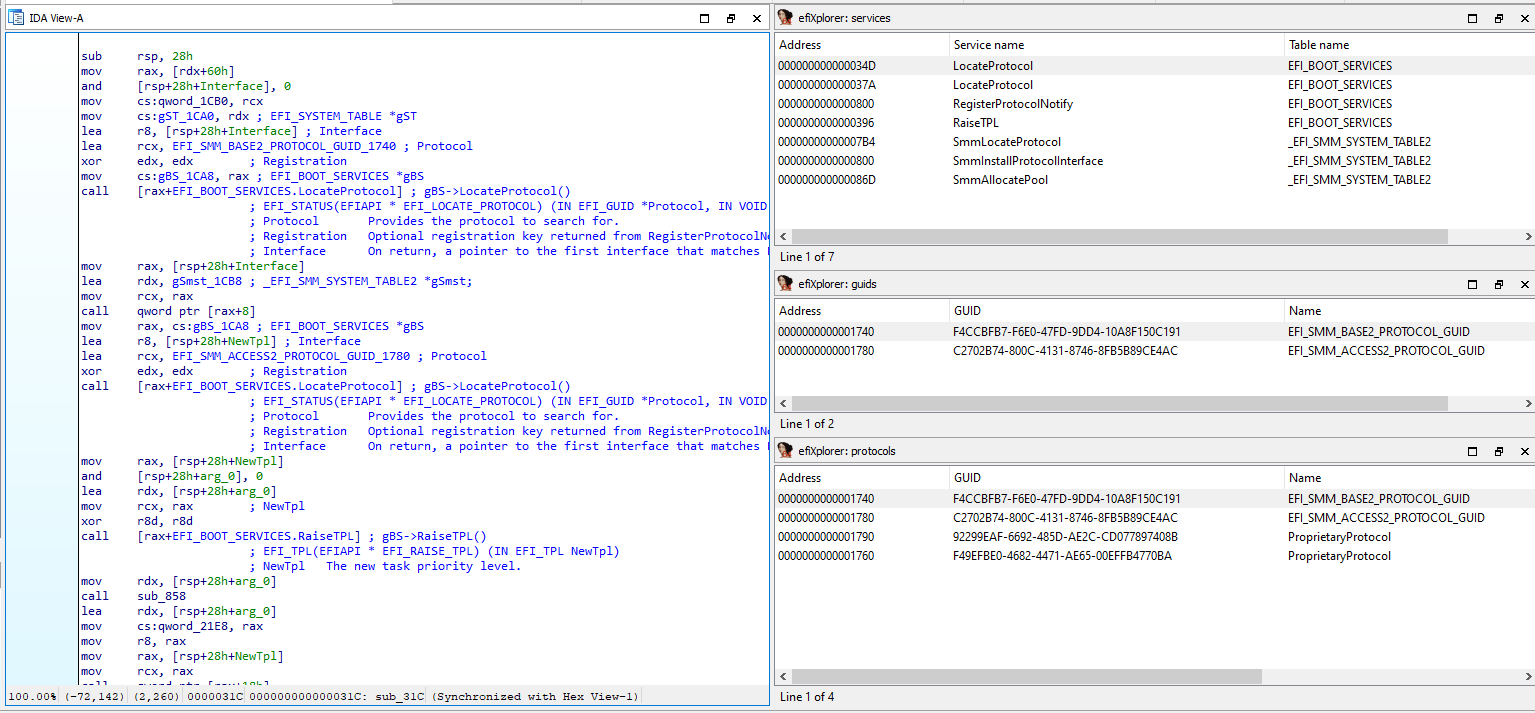 IDA View-A
sub rsp, 28h
mov rax, [rdx+60h]
and [rsp+28h+Interface], 0
mov cs:qword_1CB0, rcx
mov cs:gST_1CA0, rdx ; EFI_SYSTEM_TABLE *gST
lea r8, [rsp+28h+Interface] ; Interface
lea rcx, EFI_SMM_BASE2_PROTOCOL_GUID_1740 ; Protocol
xor edx, edx ; Registration
mov cs:gBS_1CA8, rax ; EFI_BOOT_SERVICES *gBS
call [rax+EFI_BOOT_SERVICES.LocateProtocol] ; gBS->LocateProtocol()
; EFI_STATUS(EFIAPI * EFI_LOCATE_PROTOCOL) (IN EFI_GUID *Protocol, IN VOID
; Protocol Provides the protocol to search for.
; Registration Optional registration key returned from RegisterProtocolN
; Interface On return, a pointer to the first interface that matches
mov rax, [rsp+28h+Interface]
lea rdx, gSmst_1CB8 ; _EFI_SMM_SYSTEM_TABLE2 *gSmst;
mov rcx, rax
call qword ptr [rax+8]
mov rax, cs:gBS_1CA8 ; EFI_BOOT_SERVICES *gBS
lea r8, [rsp+28h+NewTpl] ; Interface
lea rcx, EFI_SMM_ACCESS2_PROTOCOL_GUID_1780 ; Protocol
xor edx, edx ; Registration
call [rax+EFI_BOOT_SERVICES.LocateProtocol] ; gBS->LocateProtocol()
; EFI_STATUS(EFIAPI * EFI_LOCATE_PROTOCOL) (IN EFI_GUID *Protocol, IN VOID
; Protocol Provides the protocol to search for.
; Registration Optional registration key returned from RegisterProtocolN
; Interface On return, a pointer to the first interface that matches
mov rax, [rsp+28h+NewTpl]
and [rsp+28h+arg_0], 0
lea rdx, [rsp+28h+arg_0]
mov rcx, rax ; NewTpl
xor r8d, r8d
call [rax+EFI_BOOT_SERVICES.RaiseTPL] ; gBS->RaiseTPL()
; EFI_TPL(EFIAPI * EFI_RAISE_TPL) (IN EFI_TPL NewTpl)
; NewTpl The new task priority level.
mov rdx, [rsp+28h+arg_0]
call sub_858
lea rdx, [rsp+28h+arg_0]
mov cs:qword_21E8, rax
mov r8, rax
mov rax, [rsp+28h+NewTpl]
mov rcx, rax
call qword ptr [rax+18h]
100.00% (-72,142) (2,260) 0000031C 000000000000031C: sub_31C (Synchronized with Hex View-1)
efiXplorer: services
Address Service name Table name
000000000000034D LocateProtocol EFI_BOOT_SERVICES
000000000000037A LocateProtocol EFI_BOOT_SERVICES
0000000000000800 RegisterProtocolNotify EFI_BOOT_SERVICES
0000000000000396 RaiseTPL EFI_BOOT_SERVICES
00000000000007B4 SmmLocateProtocol _EFI_SMM_SYSTEM_TABLE2
0000000000000800 SmmInstallProtocolInterface _EFI_SMM_SYSTEM_TABLE2
000000000000086D SmmAllocatePool _EFI_SMM_SYSTEM_TABLE2
Line 1 of 7
efiXplorer: guids
Address GUID Name
0000000000001740 F4CCBFB7-F6E0-47FD-9DD4-10A8F150C191 EFI_SMM_BASE2_PROTOCOL_GUID
0000000000001780 C2702B74-800C-4131-8746-8FB5B89CE4AC EFI_SMM_ACCESS2_PROTOCOL_GUID
Line 1 of 2
efiXplorer: protocols
Address GUID Name
0000000000001740 F4CCBFB7-F6E0-47FD-9DD4-10A8F150C191 EFI_SMM_BASE2_PROTOCOL_GUID
0000000000001780 C2702B74-800C-4131-8746-8FB5B89CE4AC EFI_SMM_ACCESS2_PROTOCOL_GUID
0000000000001790 92299EAF-6692-485D-AE2C-CD077897408B ProprietaryProtocol
0000000000001760 F49EFBE0-4682-4471-AE65-00EFFB4770BA ProprietaryProtocol
Line 1 of 4